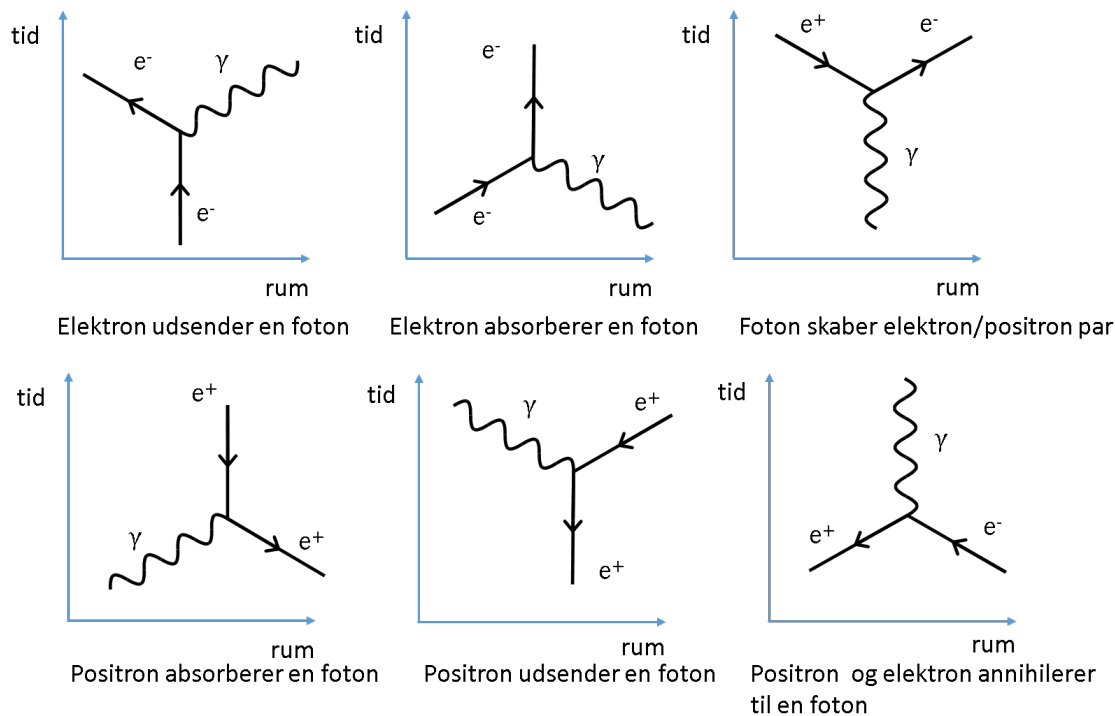 tid
e-
γ
e-
rum
Elektron udsender en foton
tid
e-
γ
e-
rum
Elektron absorberer en foton
tid
e+
e-
γ
rum
Foton skaber elektron/positron par
tid
e+
γ
e+
rum
Positron absorberer en foton
tid
γ
e+
e+
rum
Positron udsender en foton
tid
γ
e+
e-
rum
Positron og elektron annihilerer
til en foton